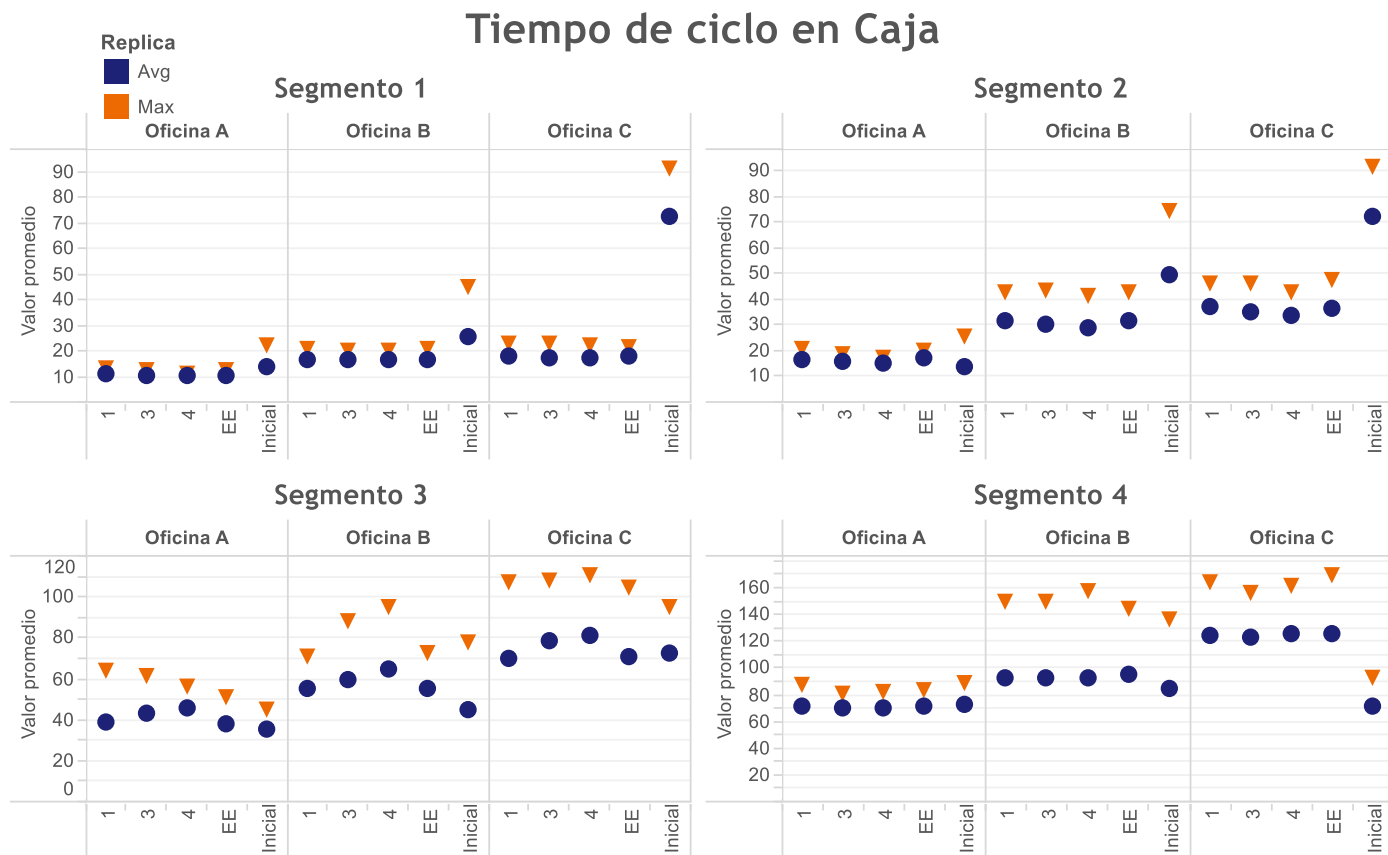 Tiempo de ciclo en Caja
Replica
Avg
Max
Segmento 1
Oficina A Oficina B Oficina C
Valor promedio
90
80
70
60
50
40
30
20
10
1 3 4 EE Inicial 1 3 4 EE Inicial 1 3 4 EE Inicial
Segmento 2
Oficina A Oficina B Oficina C
Valor promedio
90
80
70
60
50
40
30
20
10
1 3 4 EE Inicial 1 3 4 EE Inicial 1 3 4 EE Inicial
Segmento 3
Oficina A Oficina B Oficina C
Valor promedio
120
100
80
60
40
20
0
1 3 4 EE Inicial 1 3 4 EE Inicial 1 3 4 EE Inicial
Segmento 4
Oficina A Oficina B Oficina C
Valor promedio
160
140
120
100
80
60
40
20
1 3 4 EE Inicial 1 3 4 EE Inicial 1 3 4 EE Inicial